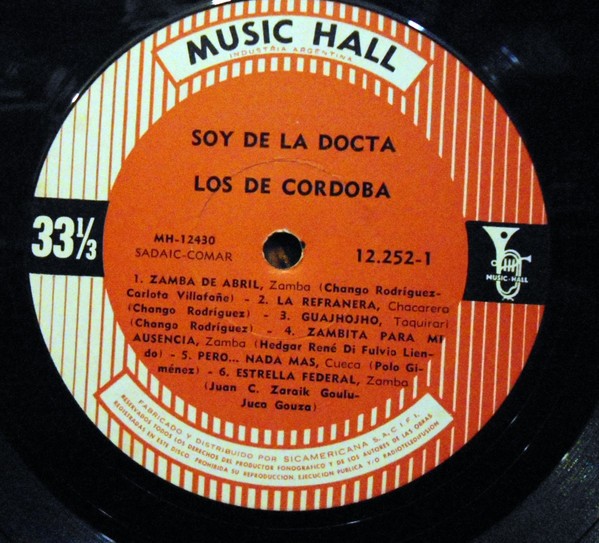 MUSIC HALL
INDUSTRIA ARGENTINA
SOY DE LA DOCTA
LOS DE CORDOBA
33⅓
MH-12430
SADAIC-COMAR
12.252-1
MUSIC-HALL
1. ZAMBA DE ABRIL, Zamba (Chango Rodríguez-
Carlota Villafañe) - 2. LA REFRANERA, Chacarera
(Chango Rodríguez) - 3. GUAJHOJHO, Taquirari
(Chango Rodríguez) - 4. ZAMBITA PARA MI
AUSENCIA, Zamba (Hedgar René Di Fulvio Lien-
do) - 5. PERO... NADA MAS, Cueca (Polo Gi-
ménez) - 6. ESTRELLA FEDERAL, Zamba
(Juan C. Zaraik Goulu-
Juca Gouza)
FABRICADO Y DISTRIBUIDO POR SICAMERICANA S.A.C.I.F.I.
RESERVADOS TODOS LOS DERECHOS DEL PRODUCTOR FONOGRAFICO Y DE LOS AUTORES DE LAS OBRAS
REGISTRADAS EN ESTE DISCO. PROHIBIDA SU REPRODUCCION, EJECUCION PUBLICA Y/O RADIOTELEDIFUSION